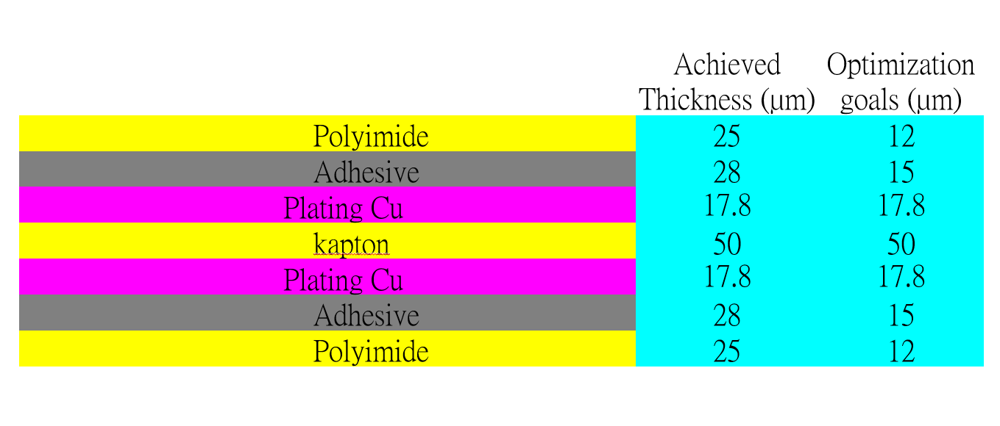 Achieved Optimization
Thickness (μm) goals (μm)
Polyimide 25 12
Adhesive 28 15
Plating Cu 17.8 17.8
kapton 50 50
Plating Cu 17.8 17.8
Adhesive 28 15
Polyimide 25 12